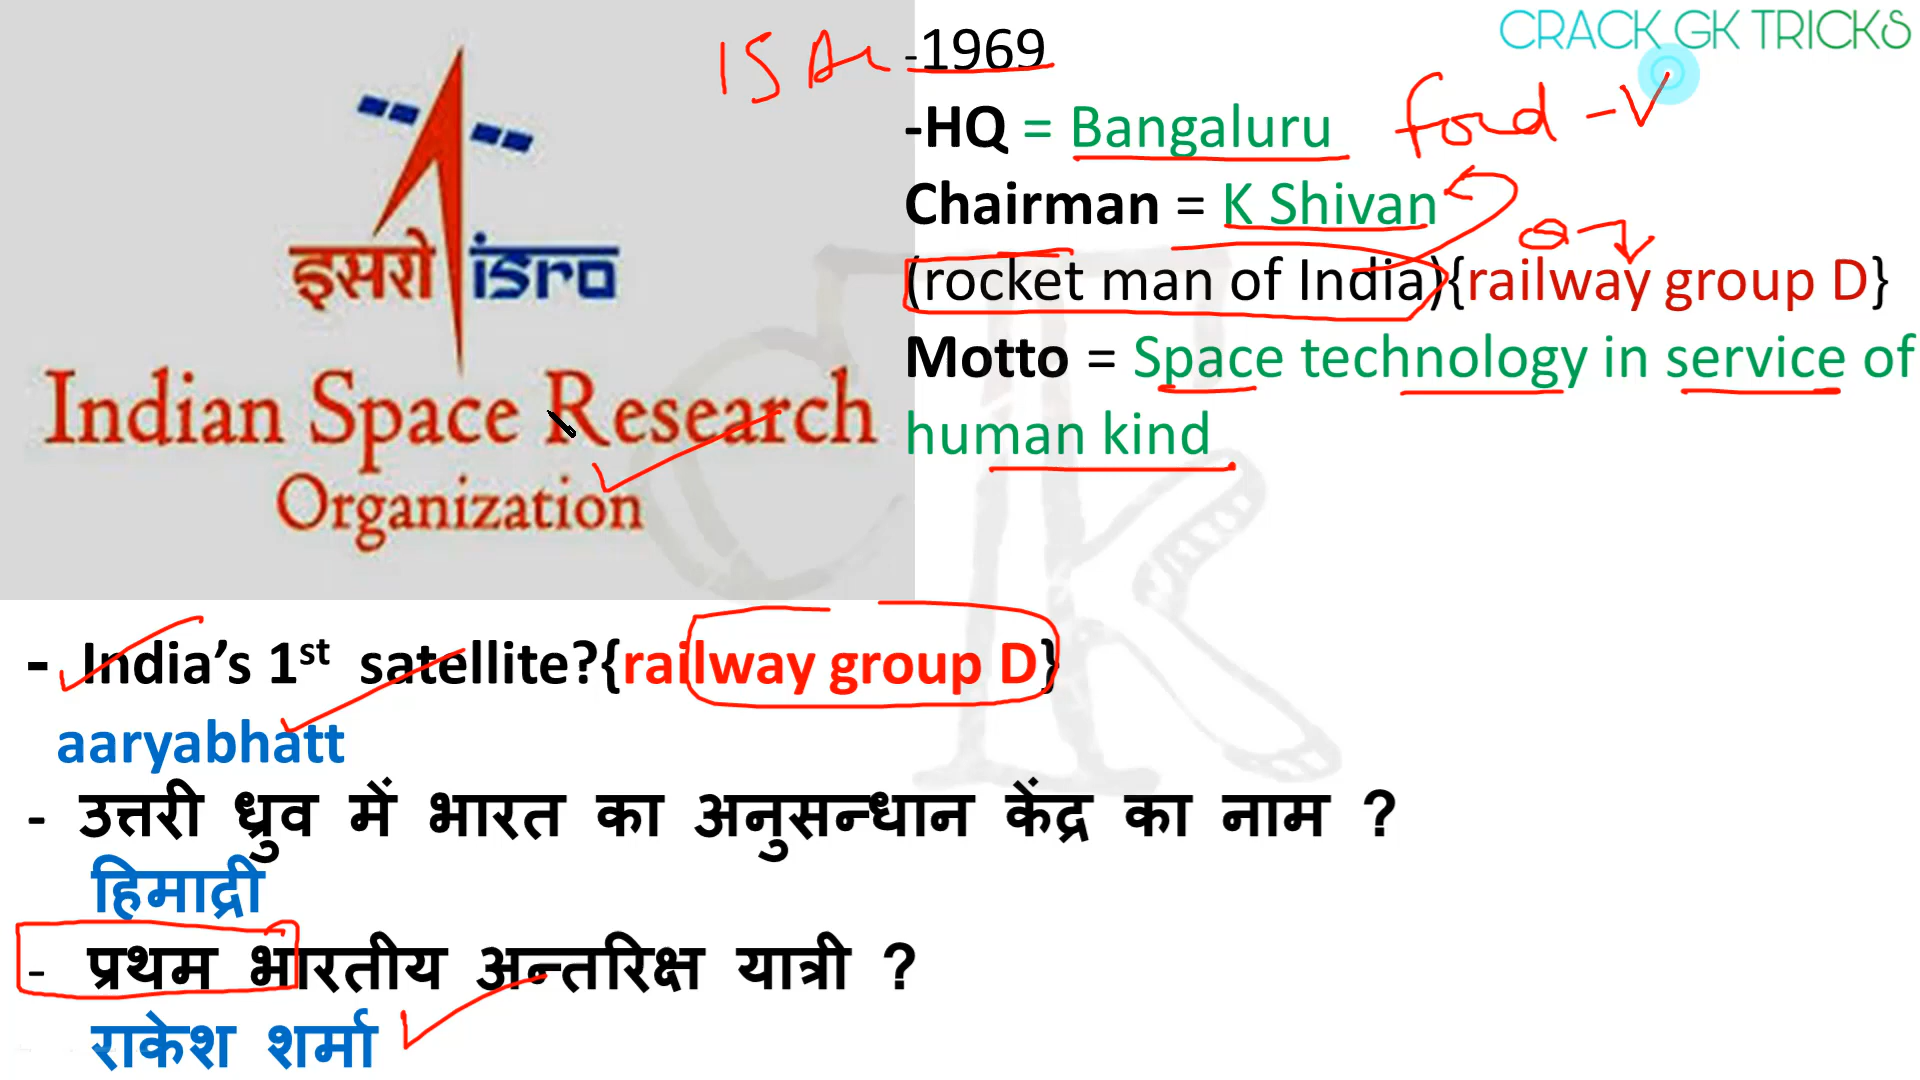 CRACK GK TRICKS
15 Au
-1969
-HQ = Bangaluru
Chairman = K Shivan
(rocket man of India){railway group D}
Motto = Space technology in service of
human kind
इसरो isro
Indian Space Research
Organization
- India’s 1st satellite?{railway group D}
aaryabhatt
- उत्तरी ध्रुव में भारत का अनुसन्धान केंद्र का नाम ?
हिमाद्री
- प्रथम भारतीय अन्तरिक्ष यात्री ?
राकेश शर्मा